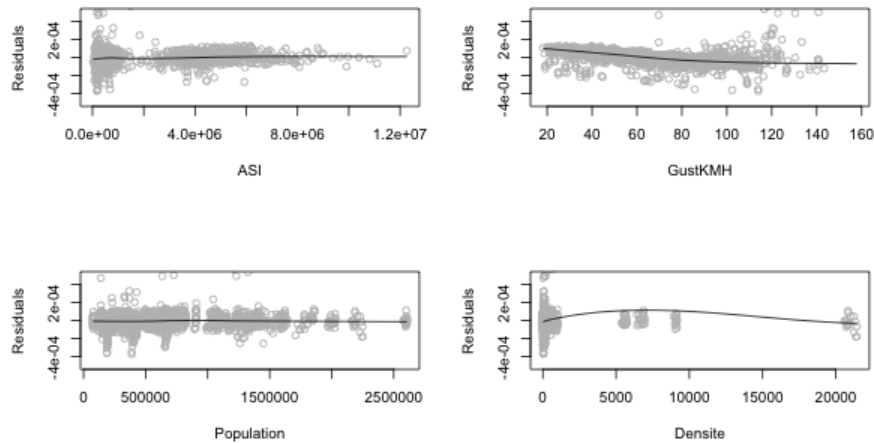 Residuals
-4e-04 2e-04
0.0e+00 4.0e+06 8.0e+06 1.2e+07
ASI
Residuals
-4e-04 2e-04
20 40 60 80 100 120 140 160
GustKMH
Residuals
-4e-04 2e-04
0 500000 1500000 2500000
Population
Residuals
-4e-04 2e-04
0 5000 10000 15000 20000
Densite